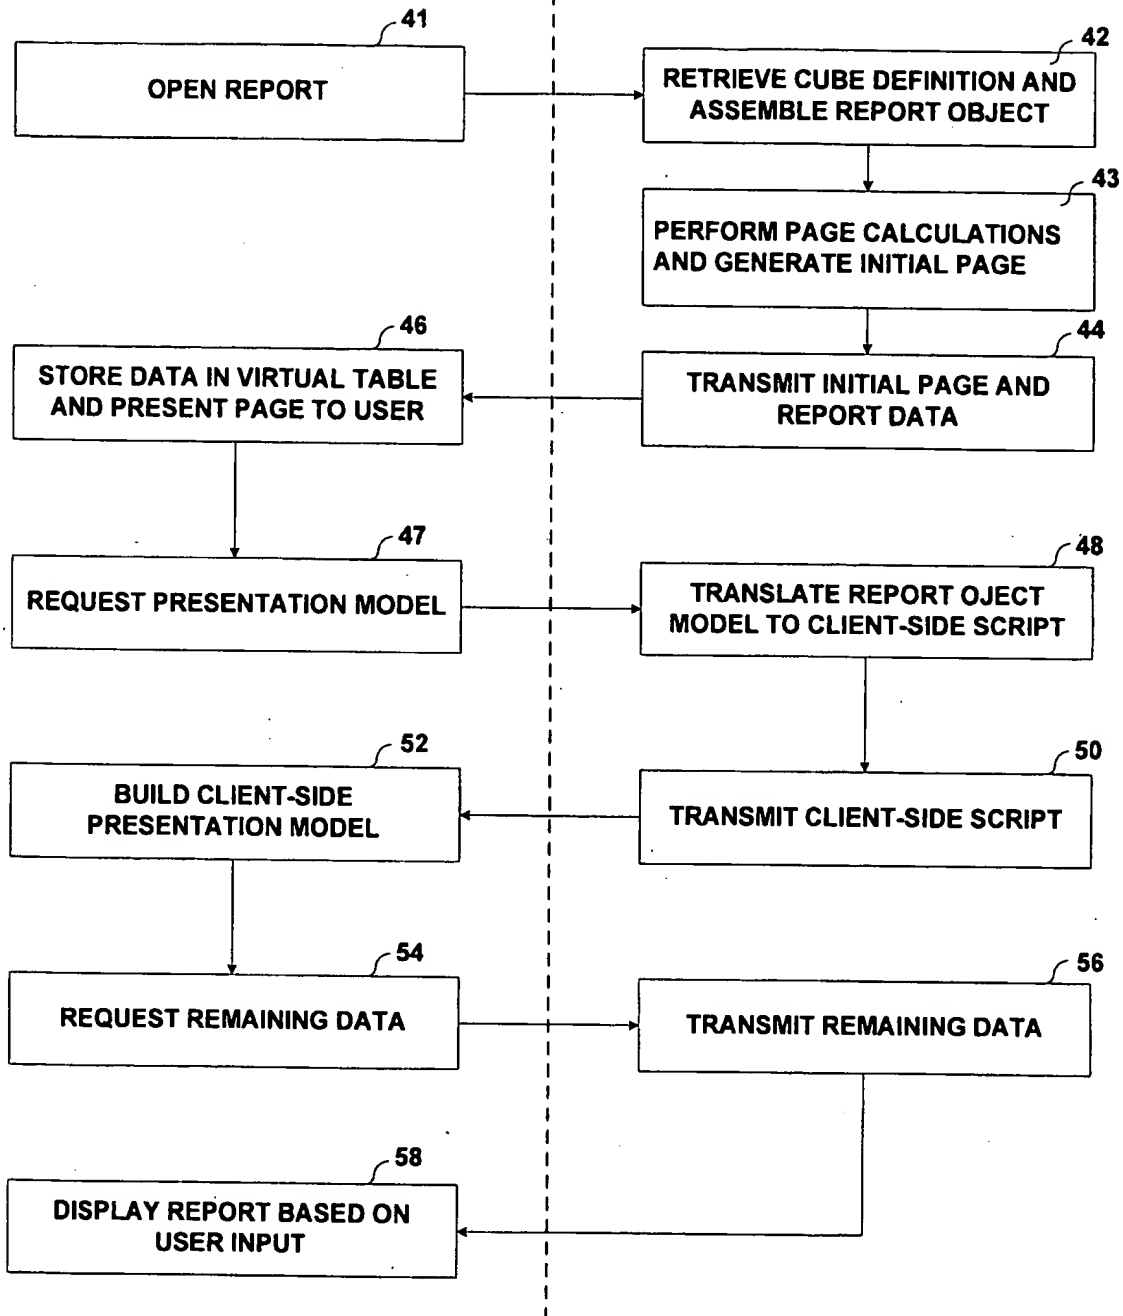 41
OPEN REPORT
42
RETRIEVE CUBE DEFINITION AND
ASSEMBLE REPORT OBJECT
43
PERFORM PAGE CALCULATIONS
AND GENERATE INITIAL PAGE
44
TRANSMIT INITIAL PAGE AND
REPORT DATA
46
STORE DATA IN VIRTUAL TABLE
AND PRESENT PAGE TO USER
47
REQUEST PRESENTATION MODEL
48
TRANSLATE REPORT OJECT
MODEL TO CLIENT-SIDE SCRIPT
50
TRANSMIT CLIENT-SIDE SCRIPT
52
BUILD CLIENT-SIDE
PRESENTATION MODEL
54
REQUEST REMAINING DATA
56
TRANSMIT REMAINING DATA
58
DISPLAY REPORT BASED ON
USER INPUT